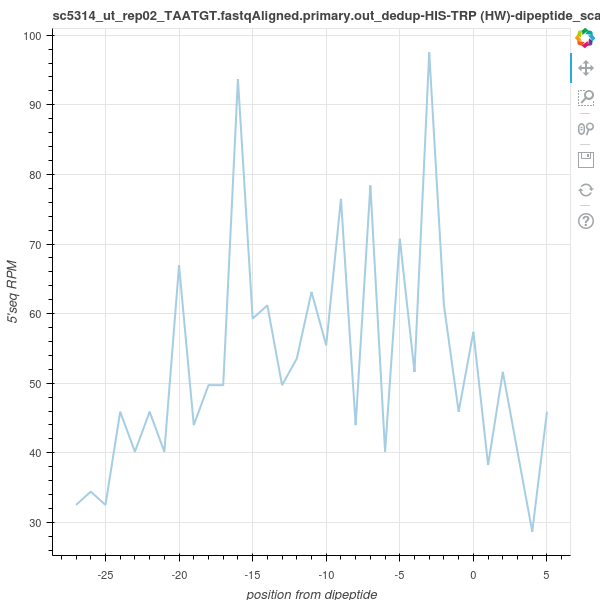 sc5314_ut_rep02_TAATGT.fastqAligned.primary.out_dedup-HIS-TRP (HW)-dipeptide_sca
100
90
80
70
60
50
40
30
5'seq RPM
-25 -20 -15 -10 -5 0 5
position from dipeptide